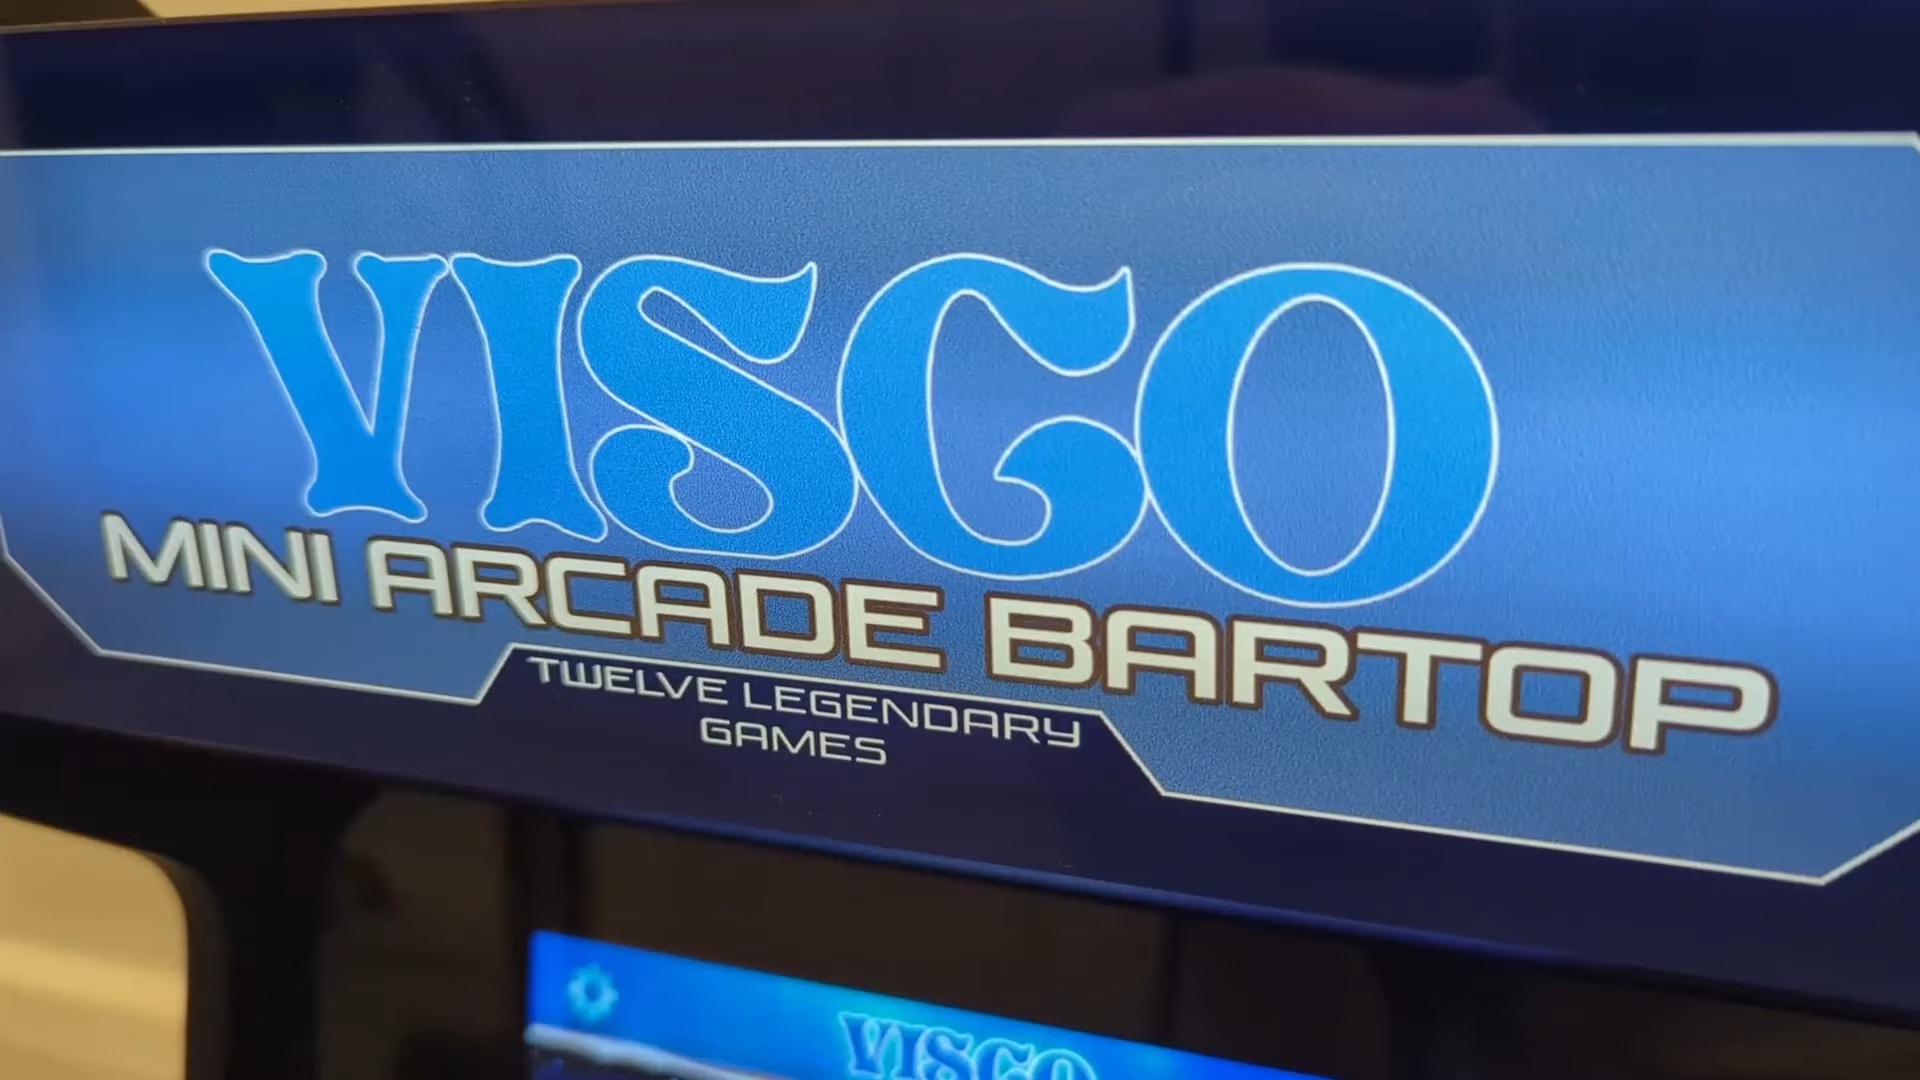 VISCO
MINI ARCADE BARTOP
TWELVE LEGENDARY
GAMES
VISCO